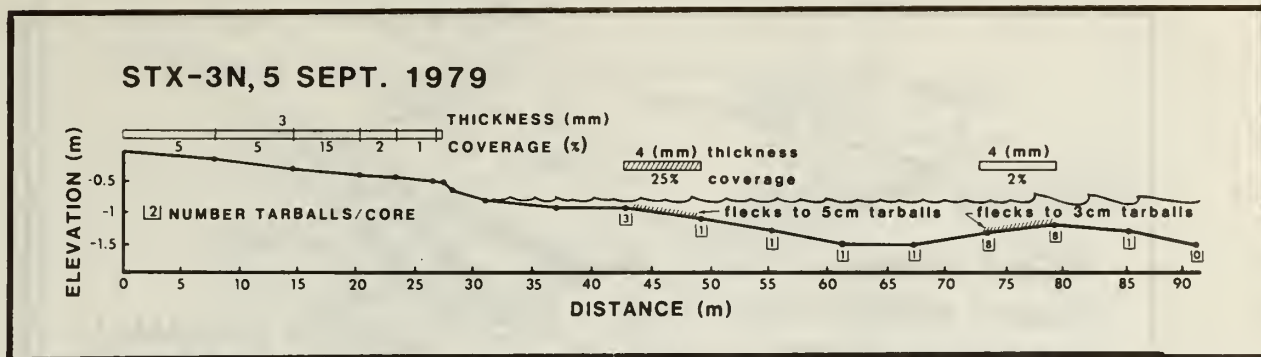 STX-3N, 5 SEPT. 1979
3 THICKNESS (mm)
5 5 15 2 1 COVERAGE (%)
4 (mm) thickness
25% coverage
4 (mm)
2%
ELEVATION (m)
-0.5
-1
-1.5
2 NUMBER TARBALLS/CORE
flecks to 5cm tarballs
flecks to 3cm tarballs
3 1 1 1 1 8 8 1 0
0 5 10 15 20 25 30 35 40 45 50 55 60 65 70 75 80 85 90
DISTANCE (m)